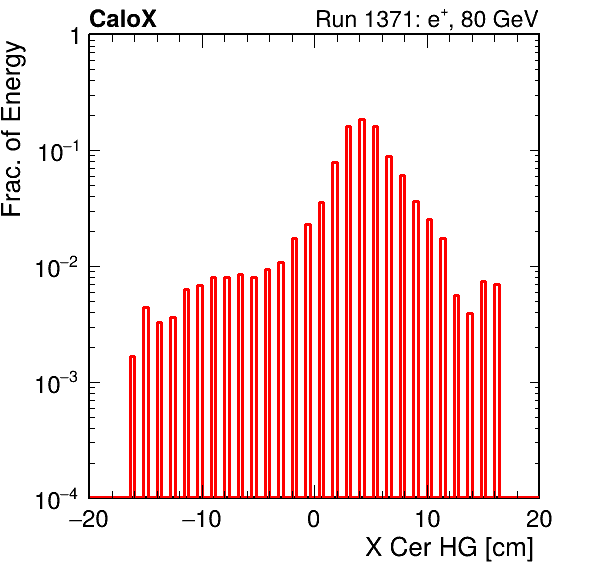 CaloX Run 1371: e⁺, 80 GeV
Frac. of Energy
1
10⁻¹
10⁻²
10⁻³
10⁻⁴
−20 −10 0 10 20
X Cer HG [cm]